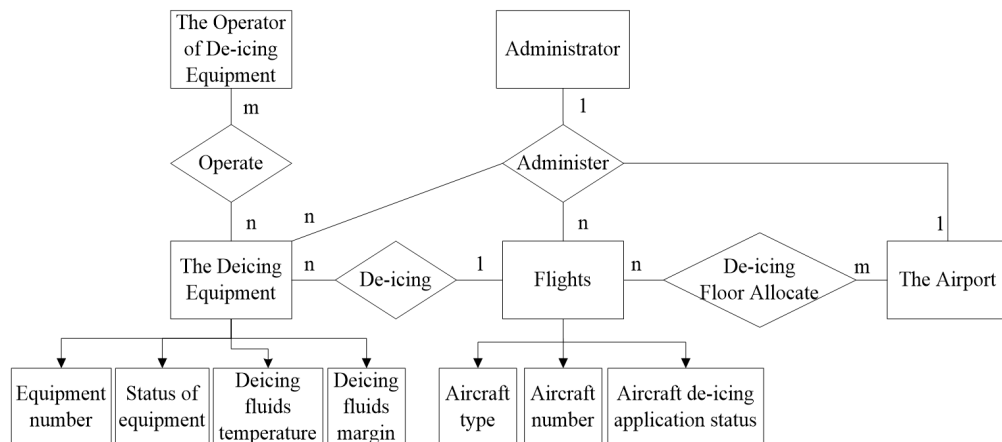 The Operator
of De-icing
Equipment
Administrator
m
1
Operate
Administer
n
n
n
1
The Deicing
Equipment
n
De-icing
1
Flights
n
De-icing
Floor Allocate
m
The Airport
Equipment
number
Status of
equipment
Deicing
fluids
temperature
Deicing
fluids
margin
Aircraft
type
Aircraft
number
Aircraft de-icing
application status